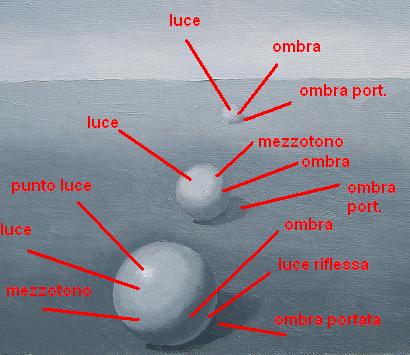 luce
ombra
ombra port.
luce
mezzotono
ombra
ombra
port.
punto luce
luce
mezzotono
ombra
luce riflessa
ombra portata